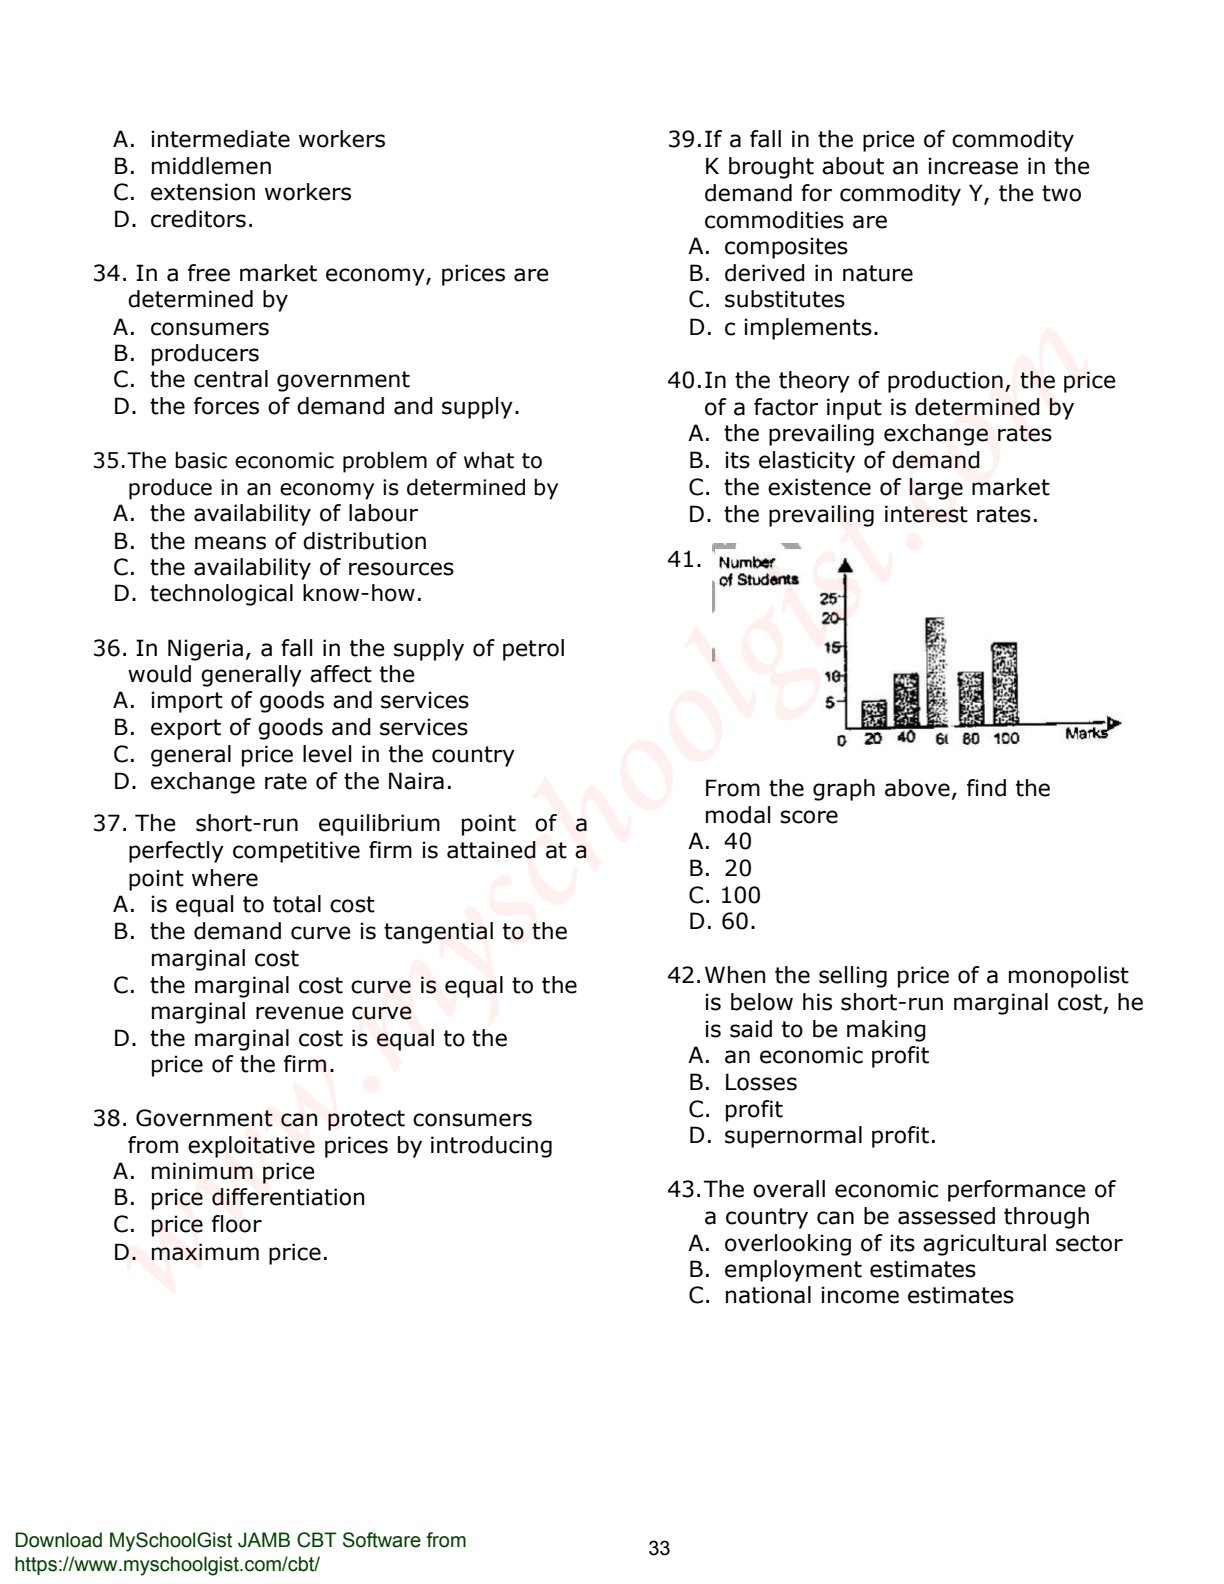 A. intermediate workers
B. middlemen
C. extension workers
D. creditors.
34. In a free market economy, prices are
determined by
A. consumers
B. producers
C. the central government
D. the forces of demand and supply.
35.The basic economic problem of what to
produce in an economy is determined by
A. the availability of labour
B. the means of distribution
C. the availability of resources
D. technological know-how.
36. In Nigeria, a fall in the supply of petrol
would generally affect the
A. import of goods and services
B. export of goods and services
C. general price level in the country
D. exchange rate of the Naira.
37. The short-run equilibrium point of a
perfectly competitive firm is attained at a
point where
A. is equal to total cost
B. the demand curve is tangential to the
marginal cost
C. the marginal cost curve is equal to the
marginal revenue curve
D. the marginal cost is equal to the
price of the firm.
38. Government can protect consumers
from exploitative prices by introducing
A. minimum price
B. price differentiation
C. price floor
D. maximum price.
39.If a fall in the price of commodity
K brought about an increase in the
demand for commodity Y, the two
commodities are
A. composites
B. derived in nature
C. substitutes
D. c implements.
40.In the theory of production, the price
of a factor input is determined by
A. the prevailing exchange rates
B. its elasticity of demand
C. the existence of large market
D. the prevailing interest rates.
41.
Number
of Students
25
20
15
10
5
0 20 40 60 80 100
Marks
From the graph above, find the
modal score
A. 40
B. 20
C. 100
D. 60.
42.When the selling price of a monopolist
is below his short-run marginal cost, he
is said to be making
A. an economic profit
B. Losses
C. profit
D. supernormal profit.
43.The overall economic performance of
a country can be assessed through
A. overlooking of its agricultural sector
B. employment estimates
C. national income estimates
www.myschoolgist.com
Download MySchoolGist JAMB CBT Software from
https://www.myschoolgist.com/cbt/
33